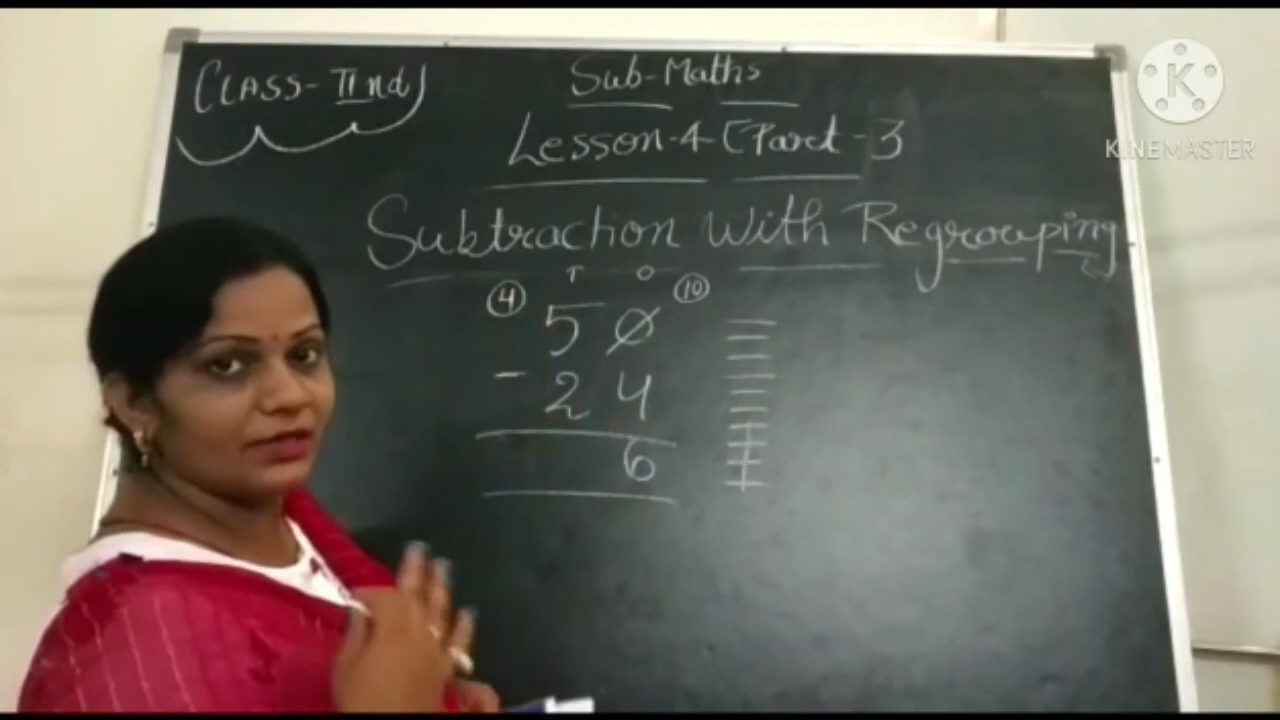 (CLASS-IInd)
Sub-Maths
Lesson-4-[Part-3
Subtraction With Regrouping
T O
④ 5 0 ⑩
- 2 4
6
K
KINEMASTER